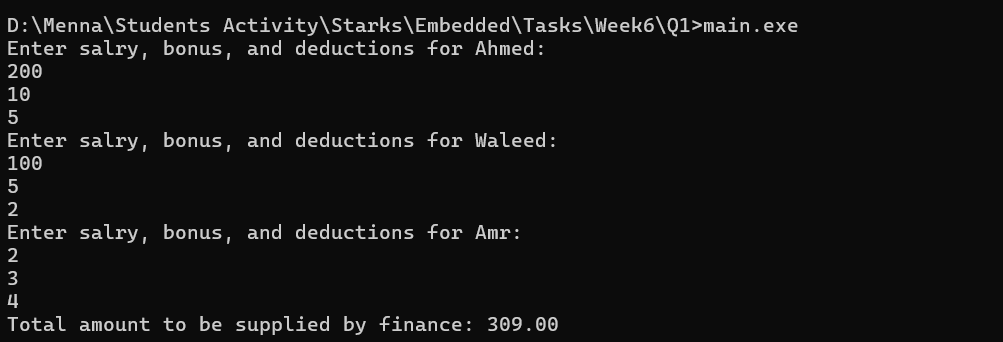 D:\Menna\Students Activity\Starks\Embedded\Tasks\Week6\Q1>main.exe
Enter salry, bonus, and deductions for Ahmed:
200
10
5
Enter salry, bonus, and deductions for Waleed:
100
5
2
Enter salry, bonus, and deductions for Amr:
2
3
4
Total amount to be supplied by finance: 309.00